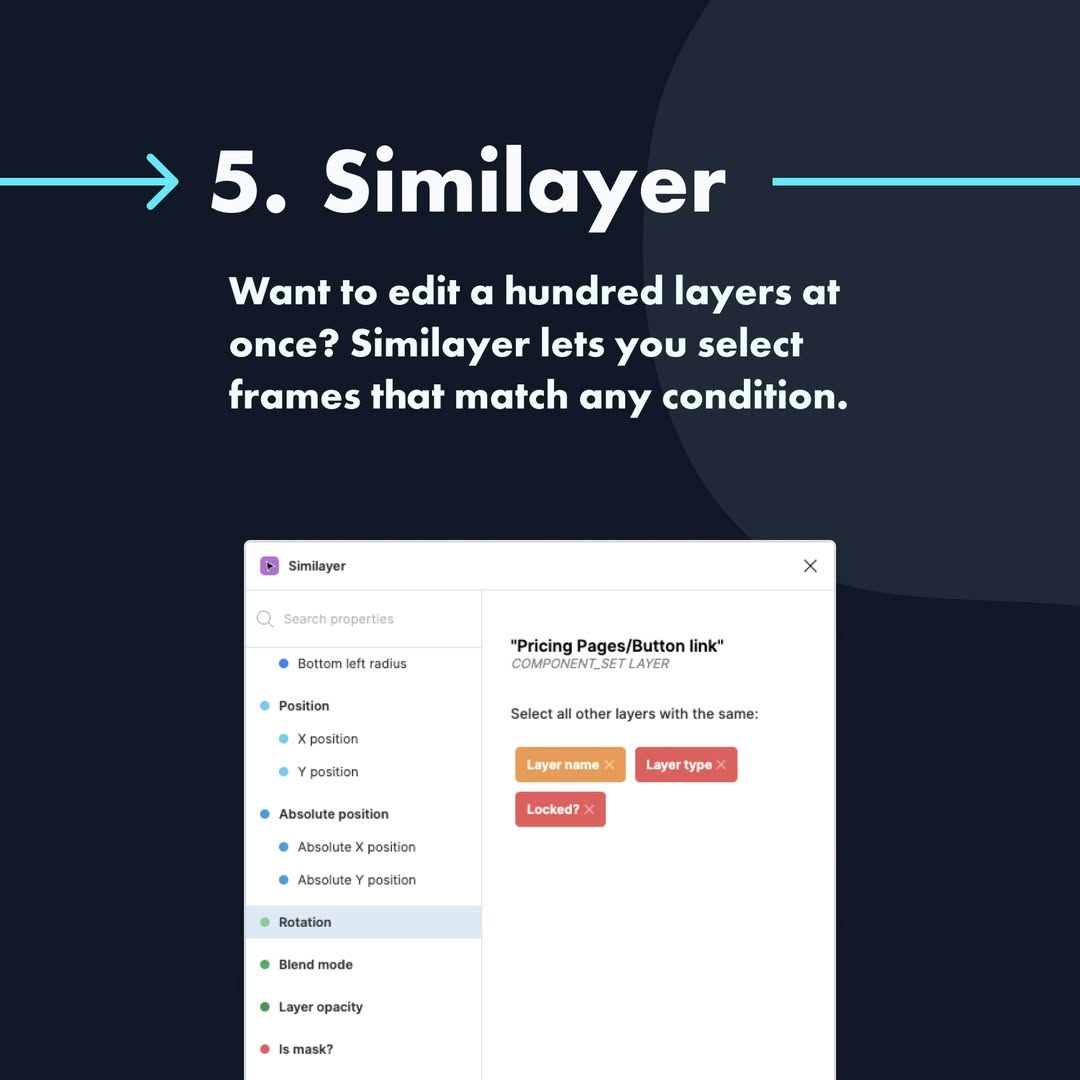 5. Similayer
Want to edit a hundred layers at
once? Similayer lets you select
frames that match any condition.
Similayer
Search properties
Bottom left radius
Position
X position
Y position
Absolute position
Absolute X position
Absolute Y position
Rotation
Blend mode
Layer opacity
Is mask?
"Pricing Pages/Button link"
COMPONENT_SET LAYER
Select all other layers with the same:
Layer name
Layer type
Locked?